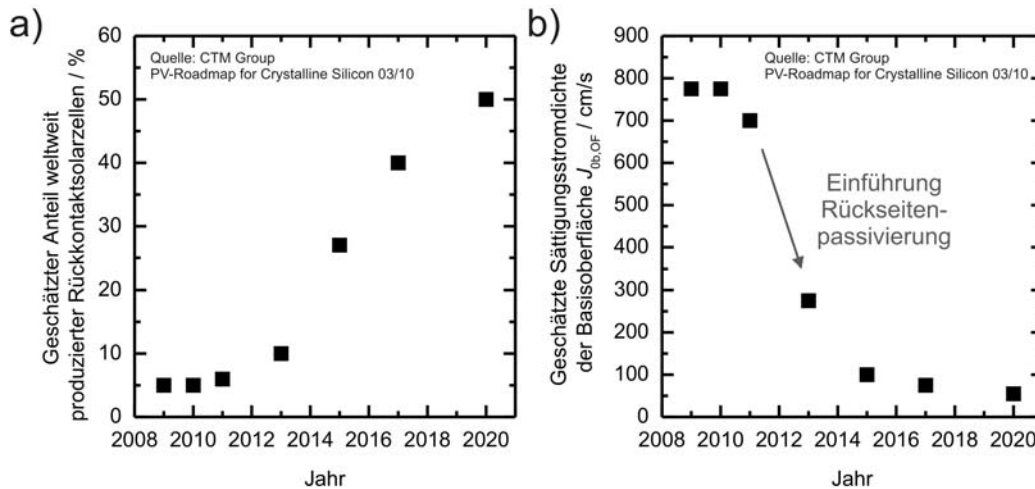 a)
Geschätzter Anteil weltweit
produzierter Rückkontaktsolarzellen / %
60
50
40
30
20
10
0
Quelle: CTM Group
PV-Roadmap for Crystalline Silicon 03/10
2008 2010 2012 2014 2016 2018 2020
Jahr
b)
Geschätzte Sättigungsstromdichte
der Basisoberfläche J0b,OF / cm/s
900
800
700
600
500
400
300
200
100
0
Quelle: CTM Group
PV-Roadmap for Crystalline Silicon 03/10
Einführung
Rückseiten-
passivierung
2008 2010 2012 2014 2016 2018 2020
Jahr